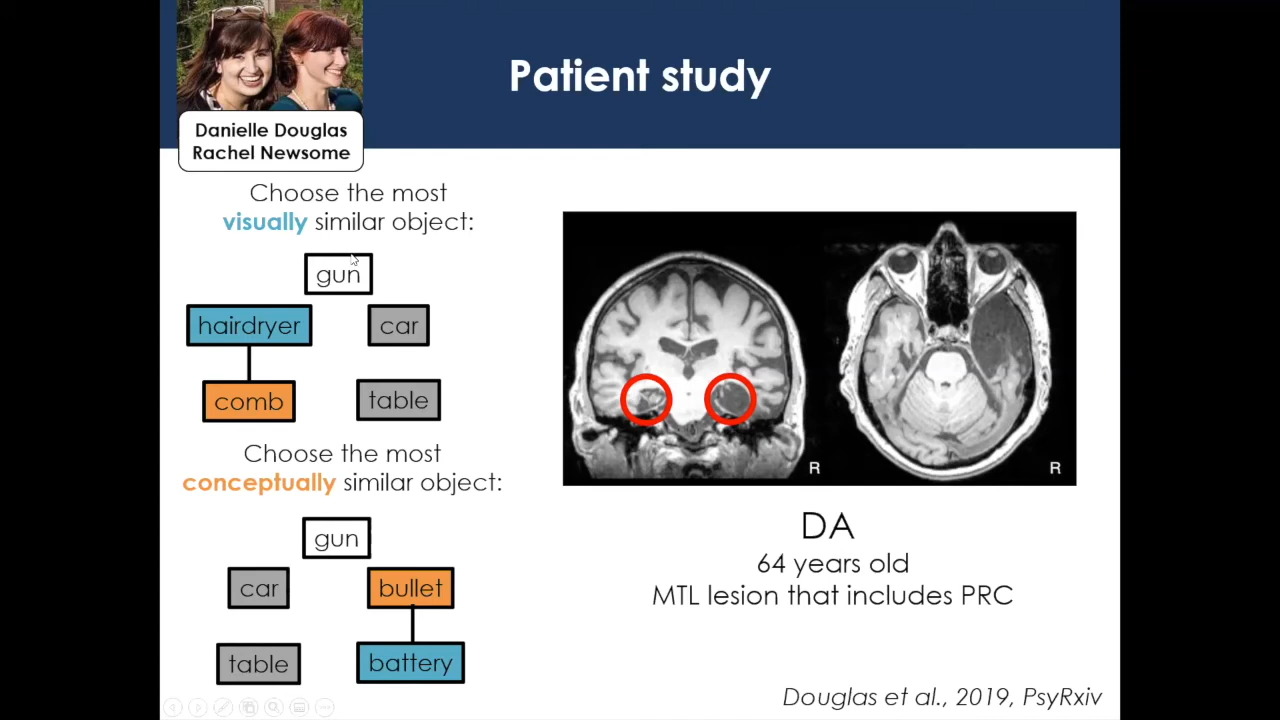 Patient study
Danielle Douglas
Rachel Newsome
Choose the most
visually similar object:
gun
hairdryer
car
comb
table
Choose the most
conceptually similar object:
gun
car
bullet
table
battery
R
R
DA
64 years old
MTL lesion that includes PRC
Douglas et al., 2019, PsyRxiv